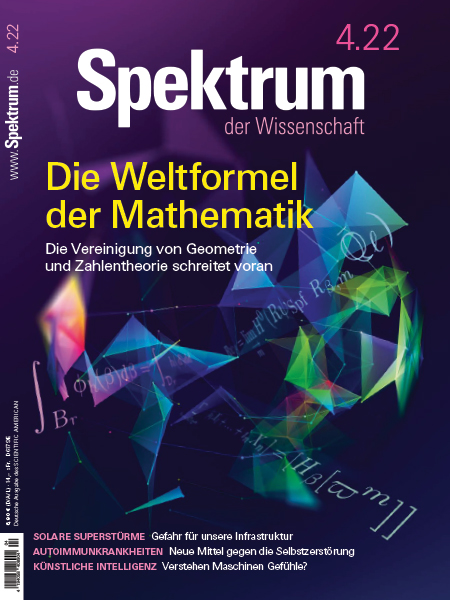 4.22
www.Spektrum.de
4.22
Spektrum
der Wissenschaft
Die Weltformel
der Mathematik
Die Vereinigung von Geometrie
und Zahlentheorie schreitet voran
Deutsche Ausgabe des SCIENTIFIC AMERICAN
SOLARE SUPERSTÜRME Gefahr für unsere Infrastruktur
AUTOIMMUNKRANKHEITEN Neue Mittel gegen die Selbstzerstörung
KÜNSTLICHE INTELLIGENZ Verstehen Maschinen Gefühle?